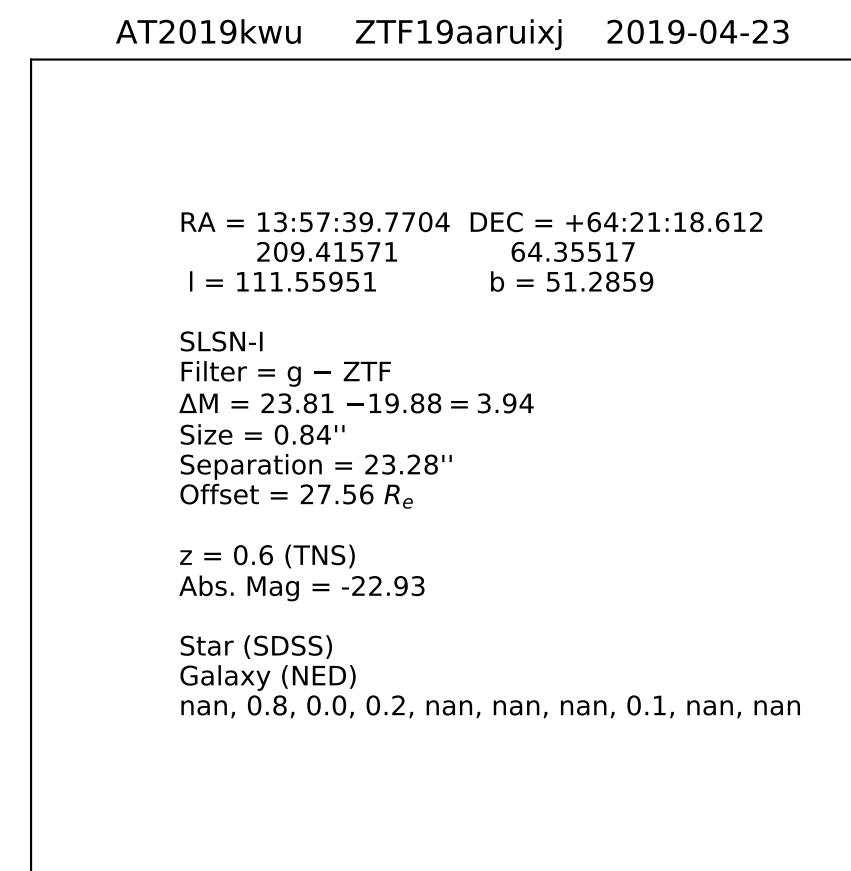 AT2019kwu ZTF19aaruixj 2019-04-23
RA = 13:57:39.7704 DEC = +64:21:18.612
209.41571 64.35517
l = 111.55951 b = 51.2859
SLSN-I
Filter = g − ZTF
ΔM = 23.81 −19.88 = 3.94
Size = 0.84''
Separation = 23.28''
Offset = 27.56 Rₑ
z = 0.6 (TNS)
Abs. Mag = -22.93
Star (SDSS)
Galaxy (NED)
nan, 0.8, 0.0, 0.2, nan, nan, nan, 0.1, nan, nan